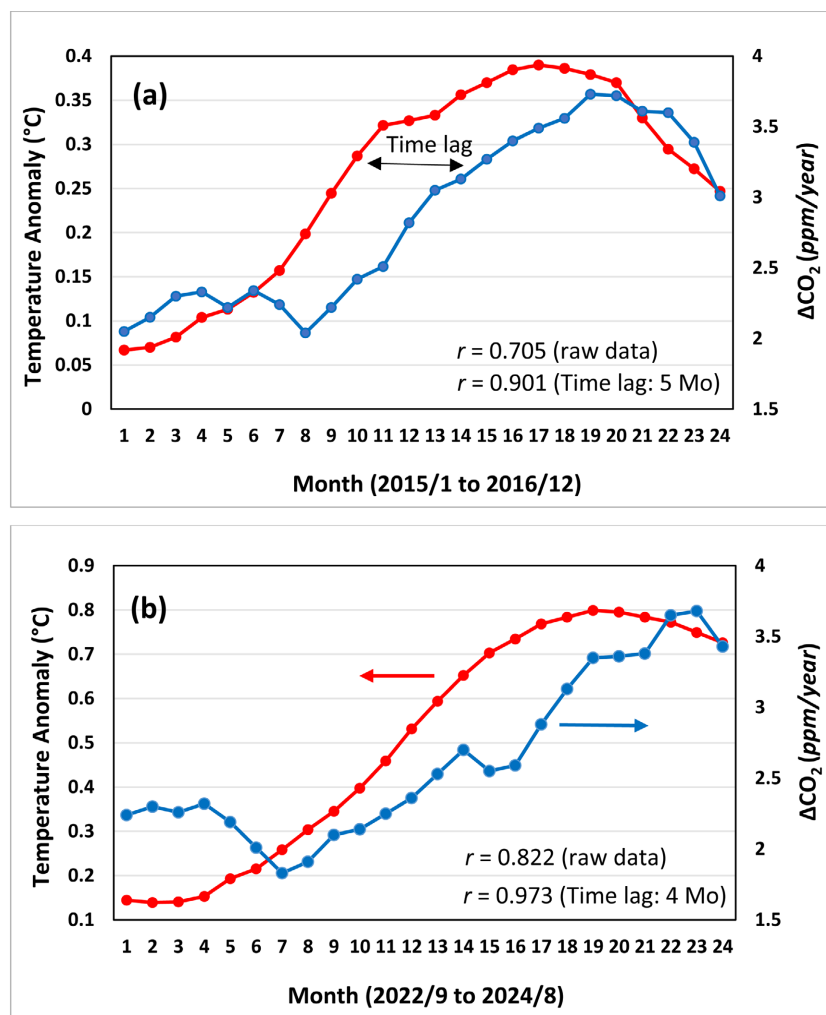 (a)
Temperature Anomaly (°C)
0.4
0.35
0.3
0.25
0.2
0.15
0.1
0.05
0
Time lag
r = 0.705 (raw data)
r = 0.901 (Time lag: 5 Mo)
4
3.5
3
2.5
2
1.5
ΔCO₂ (ppm/year)
1 2 3 4 5 6 7 8 9 10 11 12 13 14 15 16 17 18 19 20 21 22 23 24
Month (2015/1 to 2016/12)
(b)
Temperature Anomaly (°C)
0.9
0.8
0.7
0.6
0.5
0.4
0.3
0.2
0.1
r = 0.822 (raw data)
r = 0.973 (Time lag: 4 Mo)
4
3.5
3
2.5
2
1.5
ΔCO₂ (ppm/year)
1 2 3 4 5 6 7 8 9 10 11 12 13 14 15 16 17 18 19 20 21 22 23 24
Month (2022/9 to 2024/8)